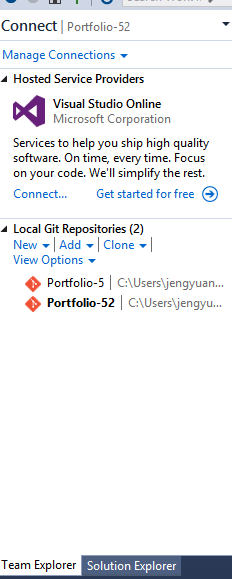 Connect | Portfolio-52
Manage Connections
Hosted Service Providers
Visual Studio Online
Microsoft Corporation
Services to help you ship high quality
software. On time, every time. Focus
on your code. We'll simplify the rest.
Connect... Get started for free
Local Git Repositories (2)
New | Add | Clone |
View Options
Portfolio-5 | C:\Users\jengyuan...
Portfolio-52 | C:\Users\jengyu...
Team Explorer Solution Explorer